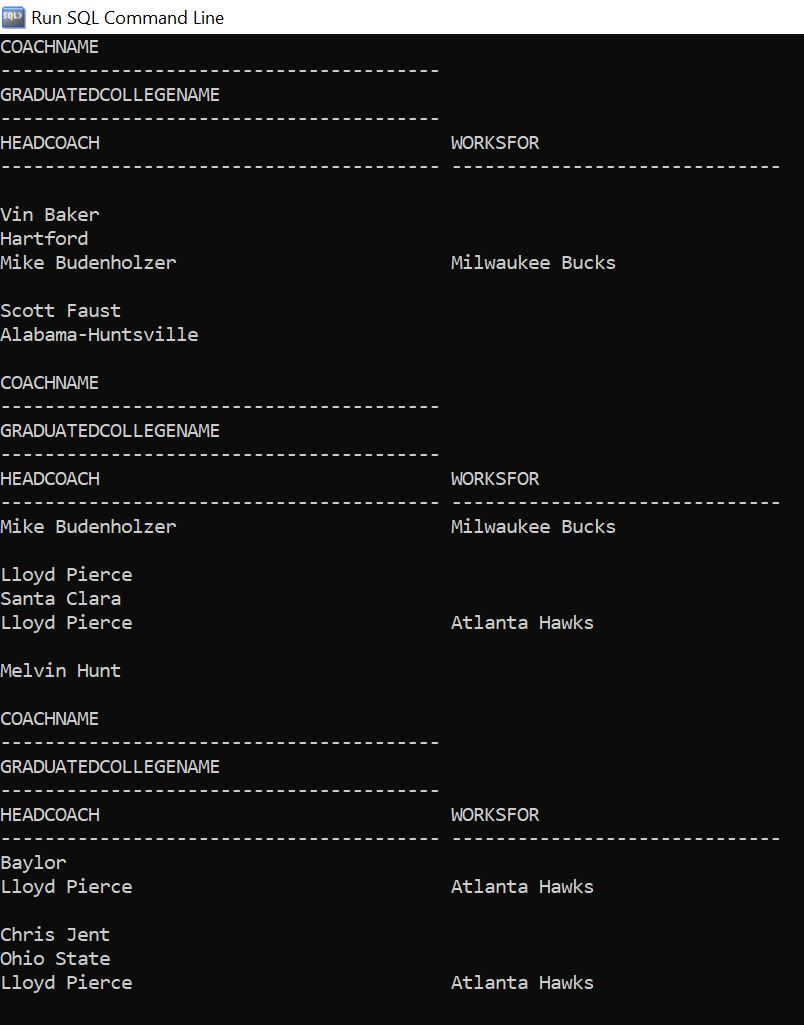 SQL> Run SQL Command Line
COACHNAME
----------------------------------------
GRADUATEDCOLLEGENAME
----------------------------------------
HEADCOACH WORKSFOR
---------------------------------------- ------------------------------
Vin Baker
Hartford
Mike Budenholzer Milwaukee Bucks
Scott Faust
Alabama-Huntsville
COACHNAME
----------------------------------------
GRADUATEDCOLLEGENAME
----------------------------------------
HEADCOACH WORKSFOR
---------------------------------------- ------------------------------
Mike Budenholzer Milwaukee Bucks
Lloyd Pierce
Santa Clara
Lloyd Pierce Atlanta Hawks
Melvin Hunt
COACHNAME
----------------------------------------
GRADUATEDCOLLEGENAME
----------------------------------------
HEADCOACH WORKSFOR
---------------------------------------- ------------------------------
Baylor
Lloyd Pierce Atlanta Hawks
Chris Jent
Ohio State
Lloyd Pierce Atlanta Hawks